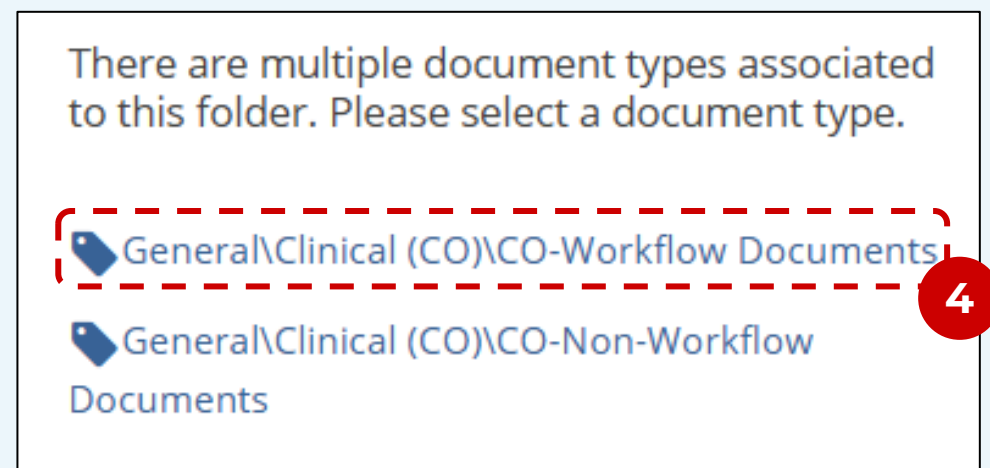 There are multiple document types associated
to this folder. Please select a document type.
General\Clinical (CO)\CO-Workflow Documents
4
General\Clinical (CO)\CO-Non-Workflow
Documents